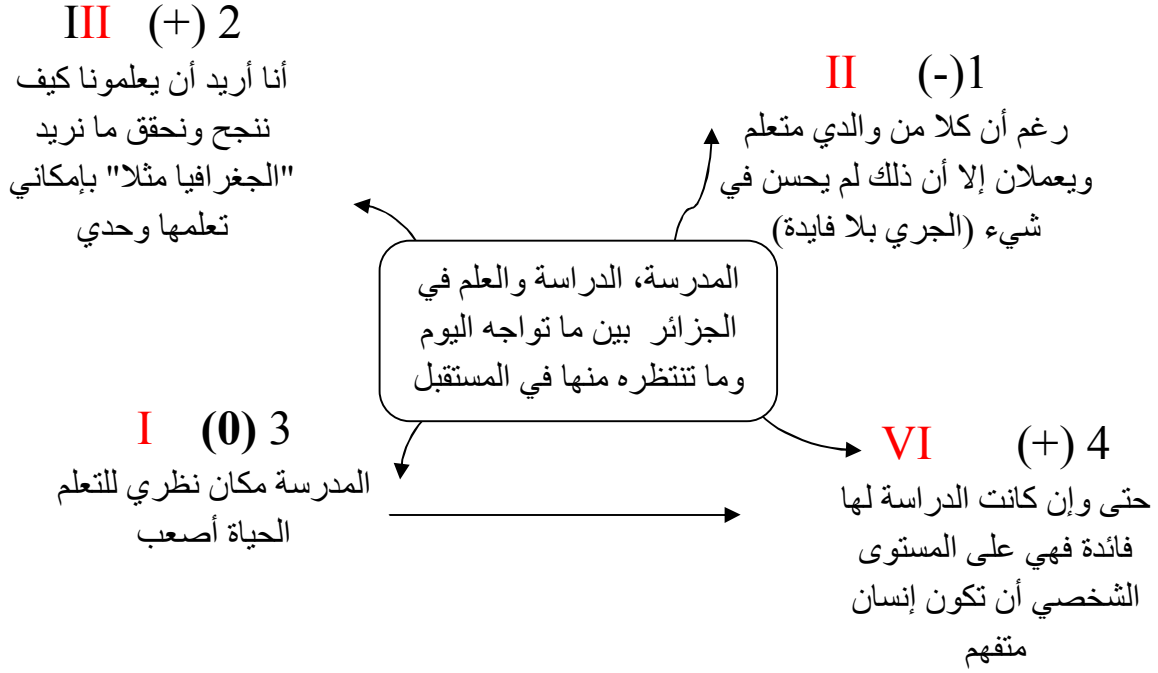 III (+) 2
أنا أريد أن يعلمونا كيف
ننجح ونحقق ما نريد
"الجغرافيا مثلا" بإمكاني
تعلمها وحدي
II (-)1
رغم أن كلا من والدي متعلم
ويعملان إلا أن ذلك لم يحسن في
شيء (الجري بلا فايدة)
المدرسة، الدراسة والعلم في
الجزائر بين ما تواجه اليوم
وما تنتظره منها في المستقبل
I (0) 3
المدرسة مكان نظري للتعلم
الحياة أصعب
VI (+) 4
حتى وإن كانت الدراسة لها
فائدة فهي على المستوى
الشخصي أن تكون إنسان
متفهم